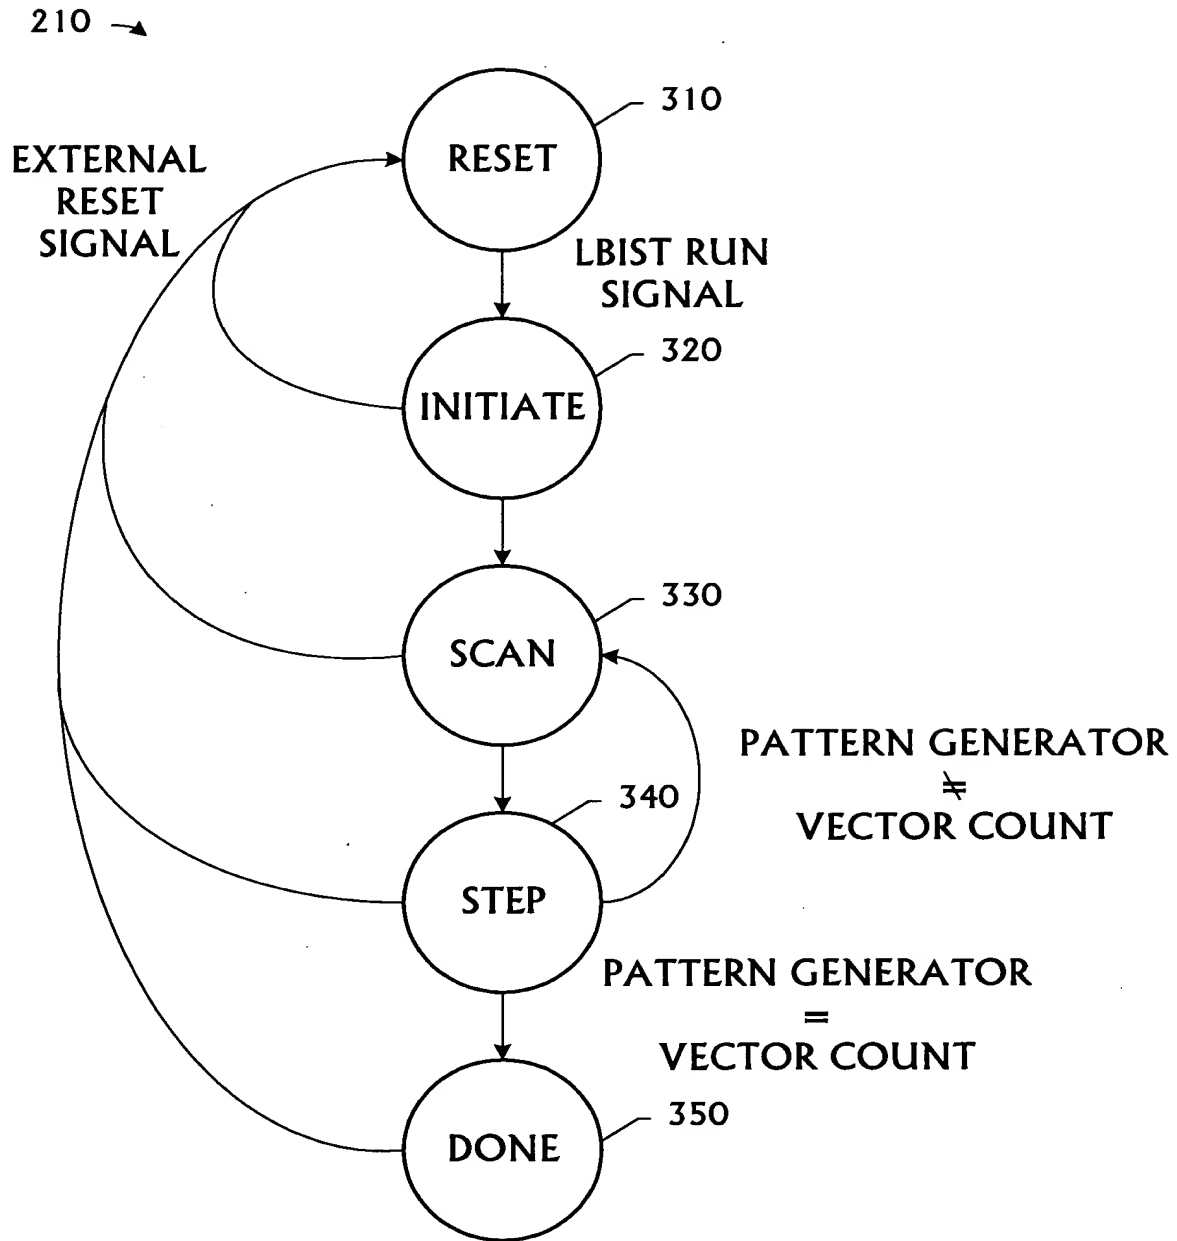 210
310
RESET
EXTERNAL
RESET
SIGNAL
LBIST RUN
SIGNAL
320
INITIATE
330
SCAN
PATTERN GENERATOR
≠
VECTOR COUNT
340
STEP
PATTERN GENERATOR
=
VECTOR COUNT
350
DONE